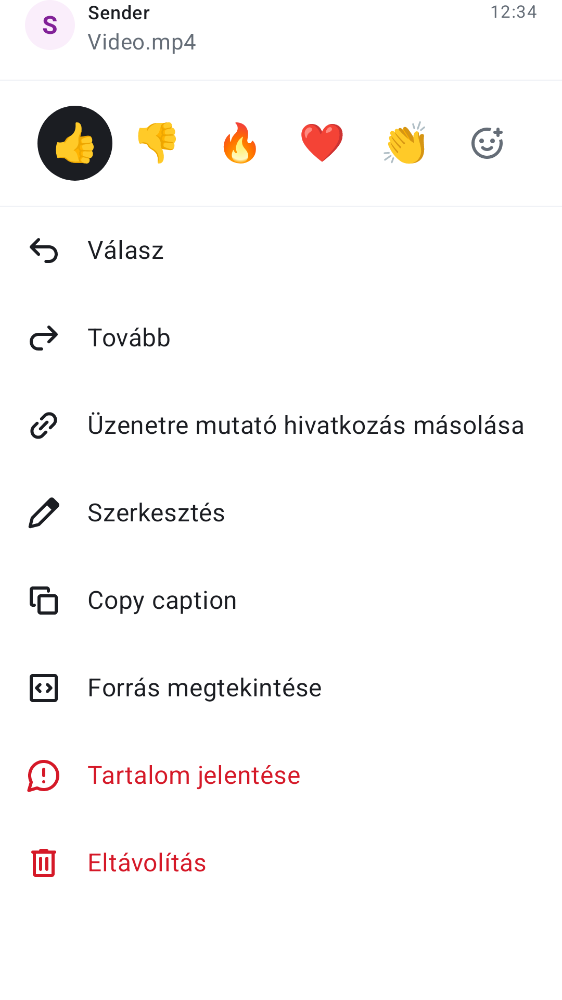 S
Sender
12:34
Video.mp4
Válasz
Tovább
Üzenetre mutató hivatkozás másolása
Szerkesztés
Copy caption
Forrás megtekintése
Tartalom jelentése
Eltávolítás